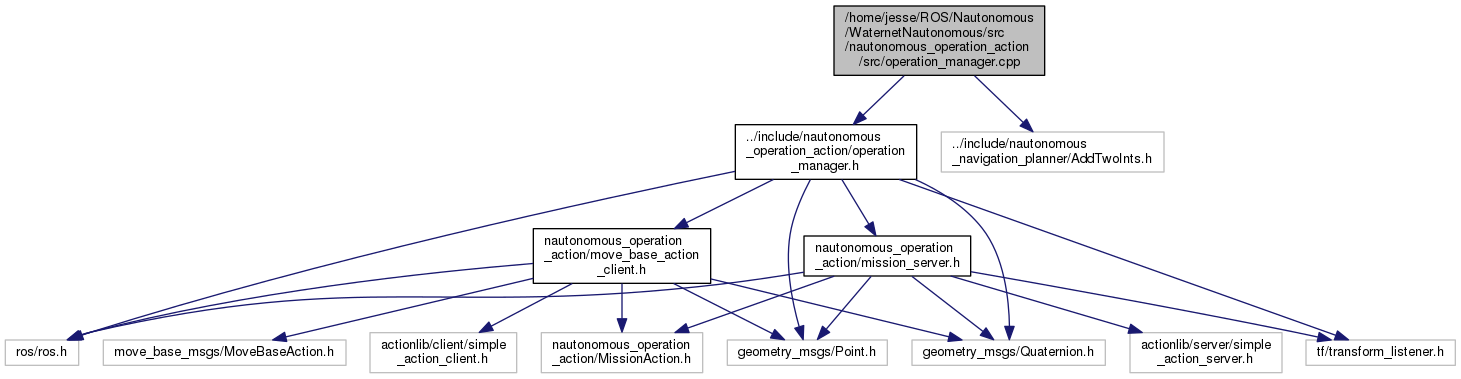 /home/jesse/ROS/Nautonomous
/WaternetNautonomous/src
/nautonomous_operation_action
/src/operation_manager.cpp
../include/nautonomous
_operation_action/operation
_manager.h
../include/nautonomous
_navigation_planner/AddTwoInts.h
nautonomous_operation
_action/move_base_action
_client.h
nautonomous_operation
_action/mission_server.h
ros/ros.h
move_base_msgs/MoveBaseAction.h
actionlib/client/simple
_action_client.h
nautonomous_operation
_action/MissionAction.h
geometry_msgs/Point.h
geometry_msgs/Quaternion.h
actionlib/server/simple
_action_server.h
tf/transform_listener.h